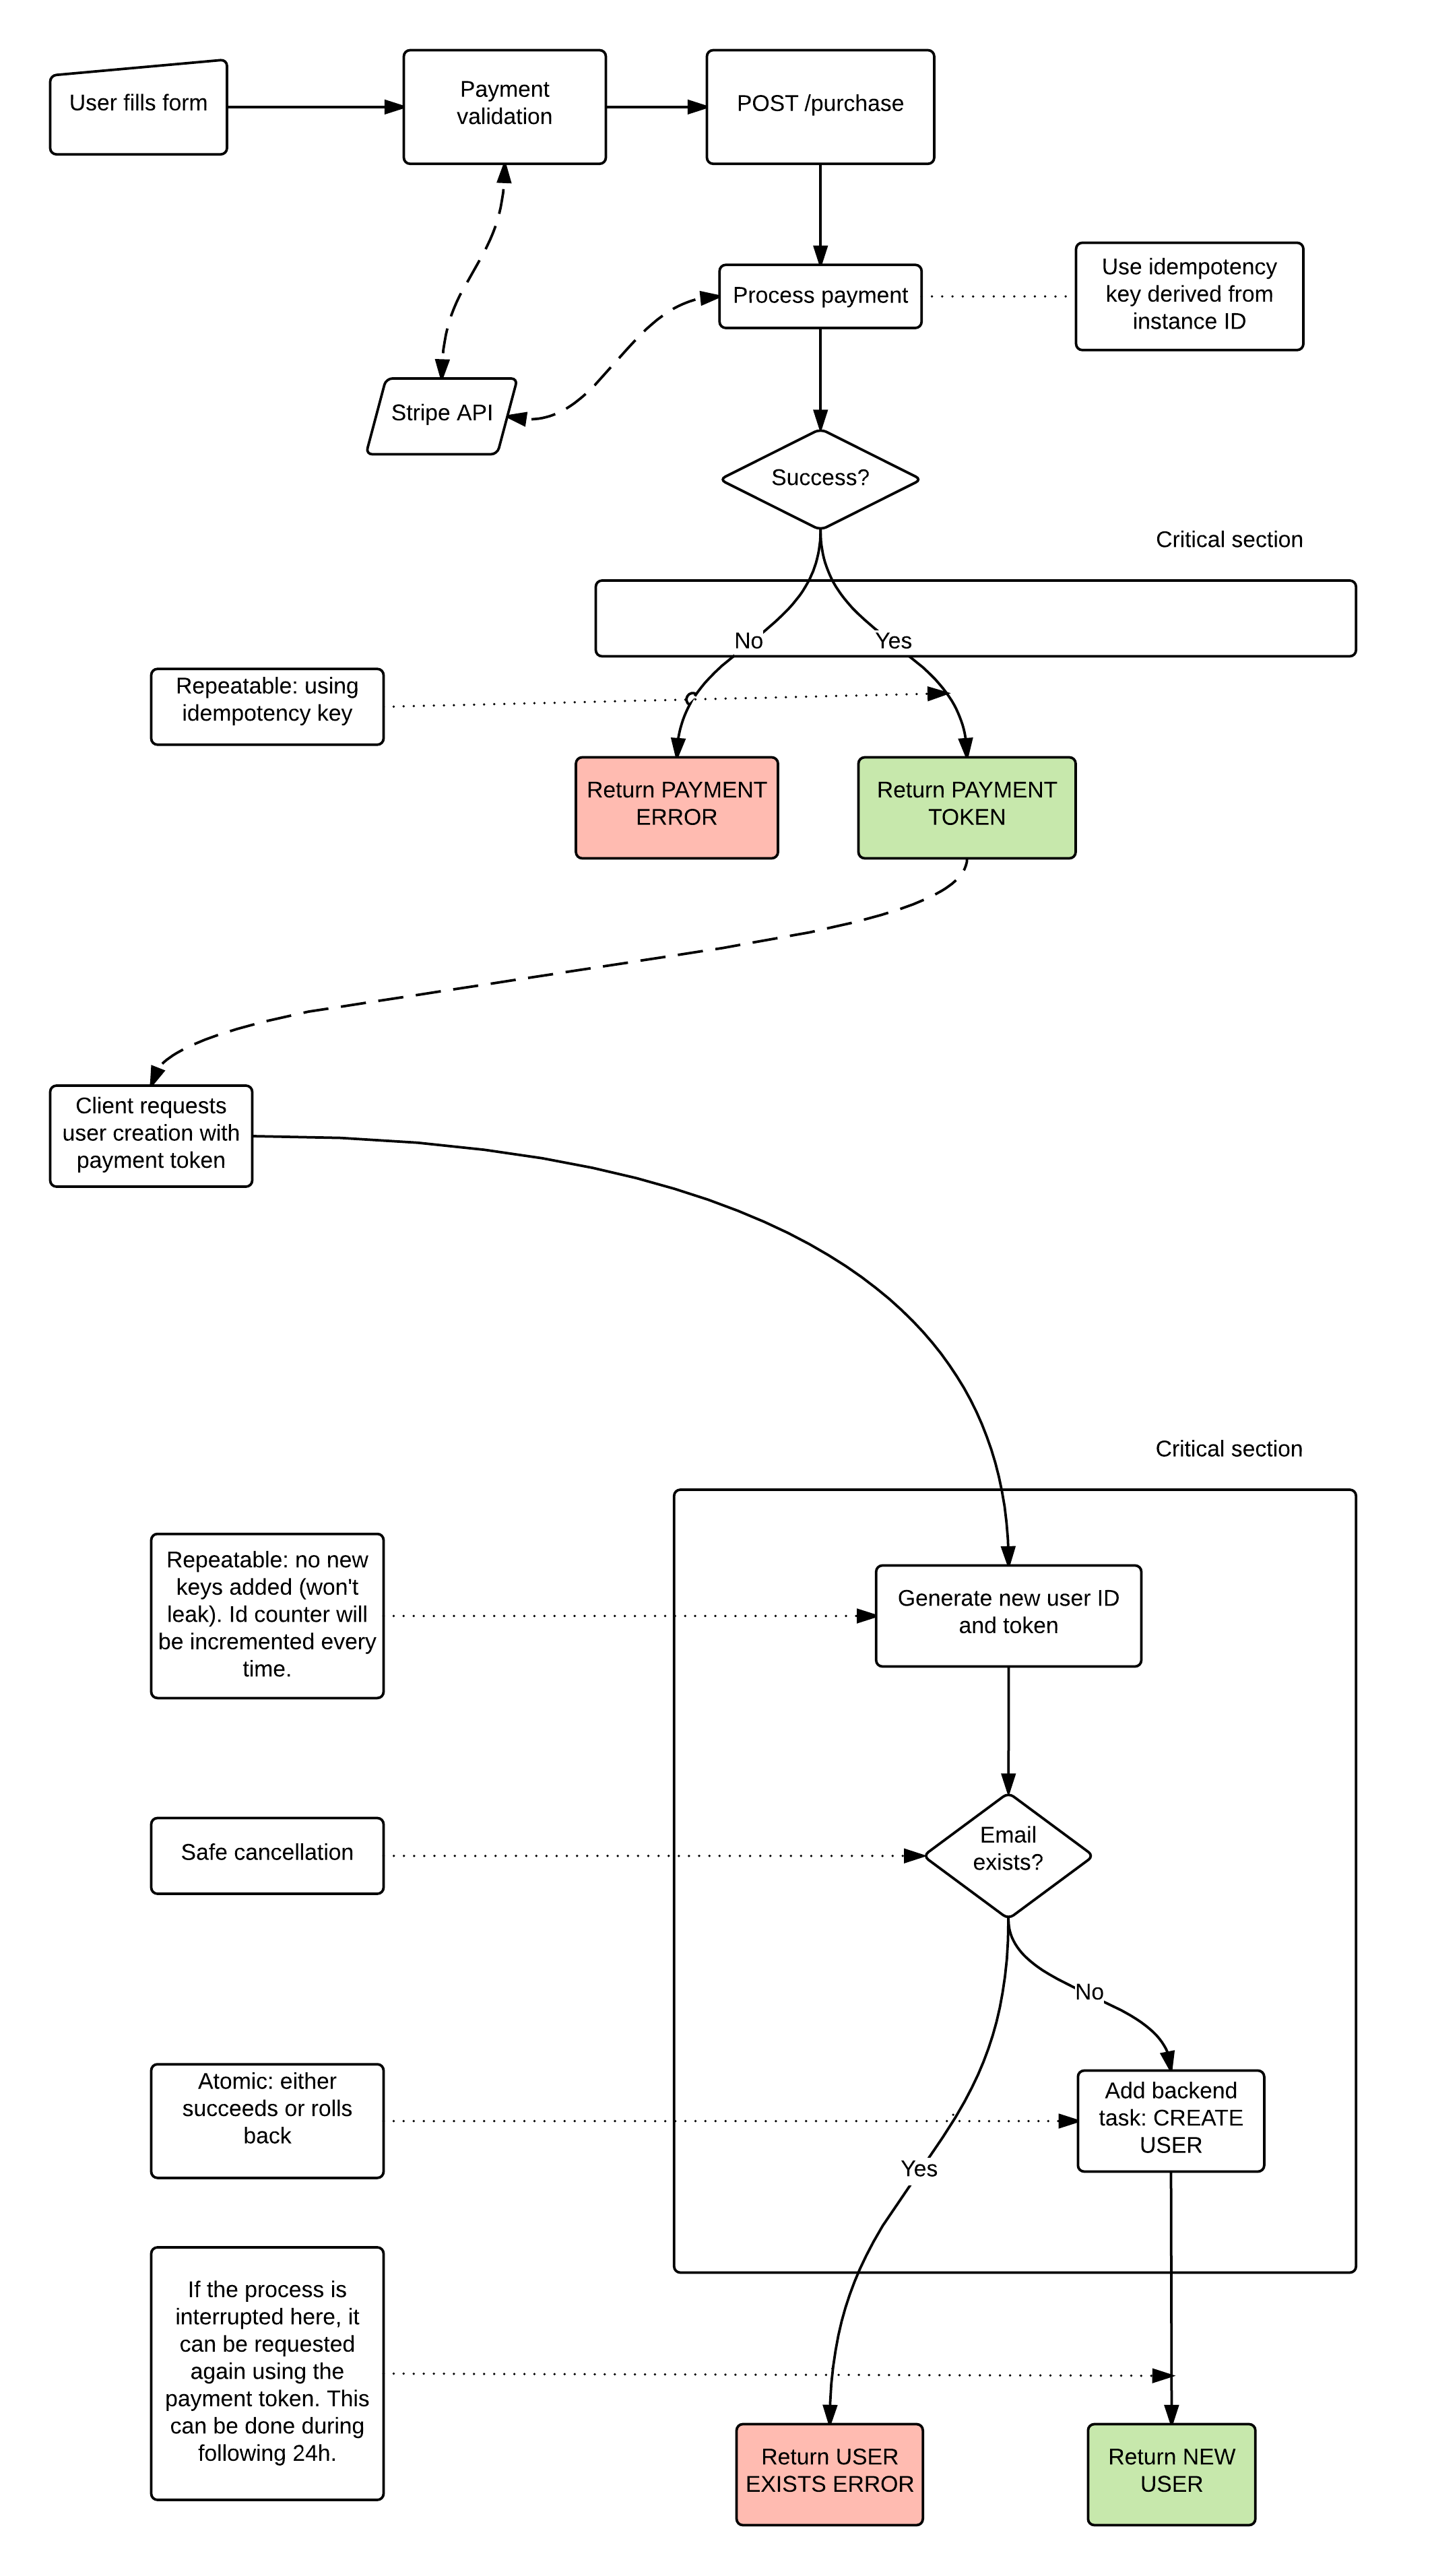 User fills form
Payment
validation
POST /purchase
Process payment
Use idempotency
key derived from
instance ID
Stripe API
Success?
Critical section
No
Yes
Repeatable: using
idempotency key
Return PAYMENT
ERROR
Return PAYMENT
TOKEN
Client requests
user creation with
payment token
Critical section
Repeatable: no new
keys added (won't
leak). Id counter will
be incremented every
time.
Generate new user ID
and token
Safe cancellation
Email
exists?
No
Atomic: either
succeeds or rolls
back
Add backend
task: CREATE
USER
Yes
If the process is
interrupted here, it
can be requested
again using the
payment token. This
can be done during
following 24h.
Return USER
EXISTS ERROR
Return NEW
USER